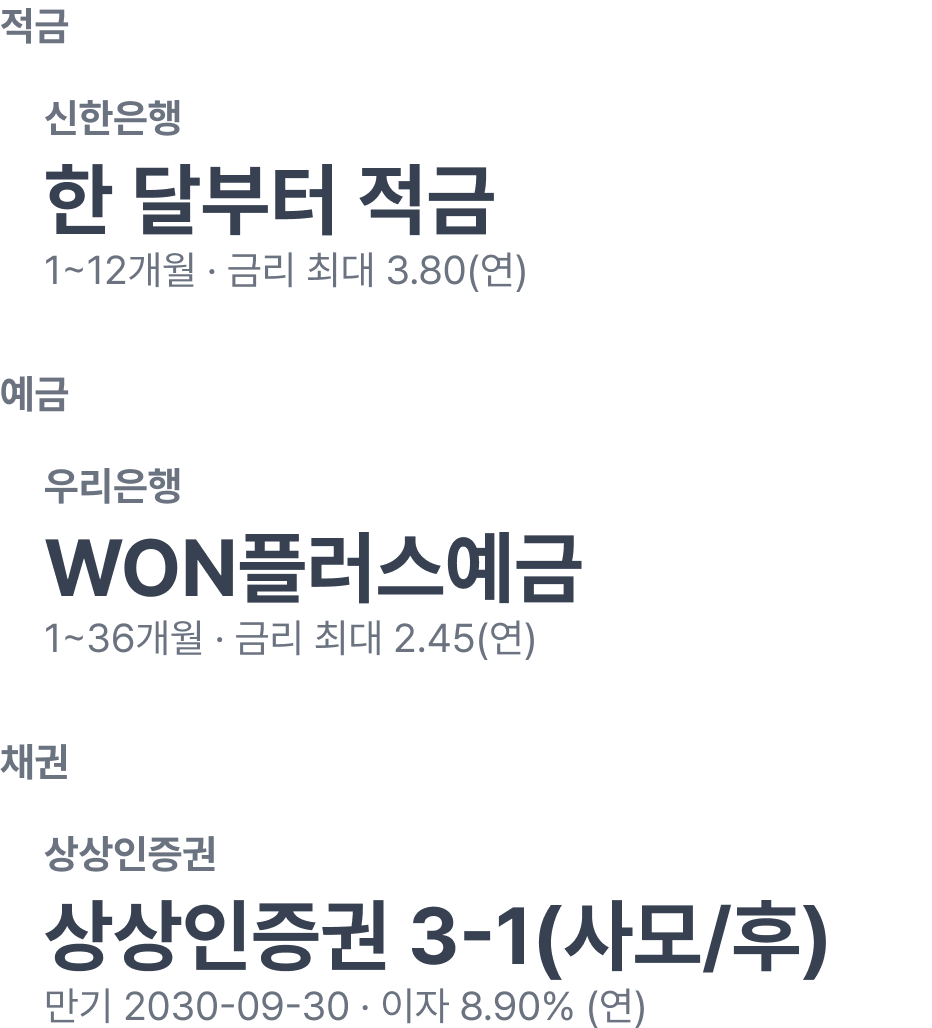 적금
신한은행
한 달부터 적금
1~12개월 · 금리 최대 3.80(연)
예금
우리은행
WON플러스예금
1~36개월 · 금리 최대 2.45(연)
채권
상상인증권
상상인증권 3-1(사모/후)
만기 2030-09-30 · 이자 8.90% (연)